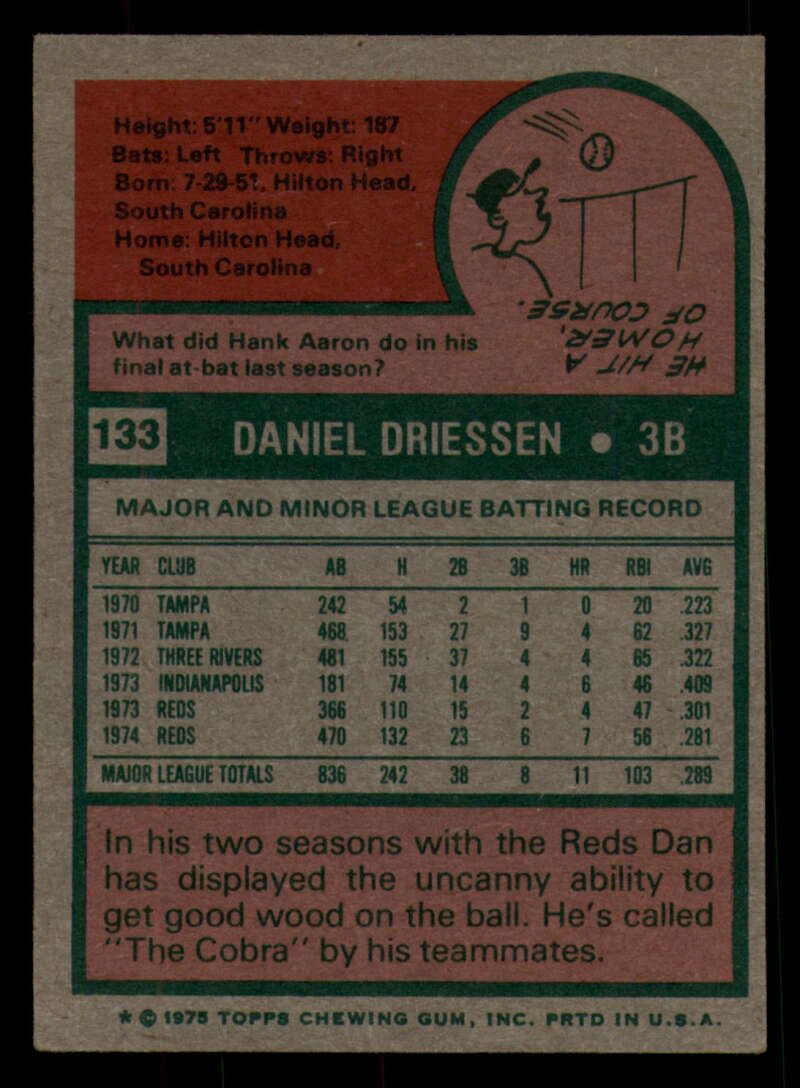 Height: 5'11" Weight: 187
Bats: Left Throws: Right
Born: 7-29-51, Hilton Head,
South Carolina
Home: Hilton Head,
South Carolina
What did Hank Aaron do in his
final at-bat last season?
HE HIT A
HOMER,
OF COURSE.
133 DANIEL DRIESSEN • 3B
MAJOR AND MINOR LEAGUE BATTING RECORD
YEAR CLUB AB H 2B 3B HR RBI AVG
1970 TAMPA 242 54 2 1 0 20 .223
1971 TAMPA 468 153 27 9 4 62 .327
1972 THREE RIVERS 481 155 37 4 4 65 .322
1973 INDIANAPOLIS 181 74 14 4 6 46 .409
1973 REDS 366 110 15 2 4 47 .301
1974 REDS 470 132 23 6 7 56 .281
MAJOR LEAGUE TOTALS 836 242 38 8 11 103 .289
In his two seasons with the Reds Dan
has displayed the uncanny ability to
get good wood on the ball. He's called
"The Cobra" by his teammates.
* © 1975 TOPPS CHEWING GUM, INC. PRTD IN U.S.A.